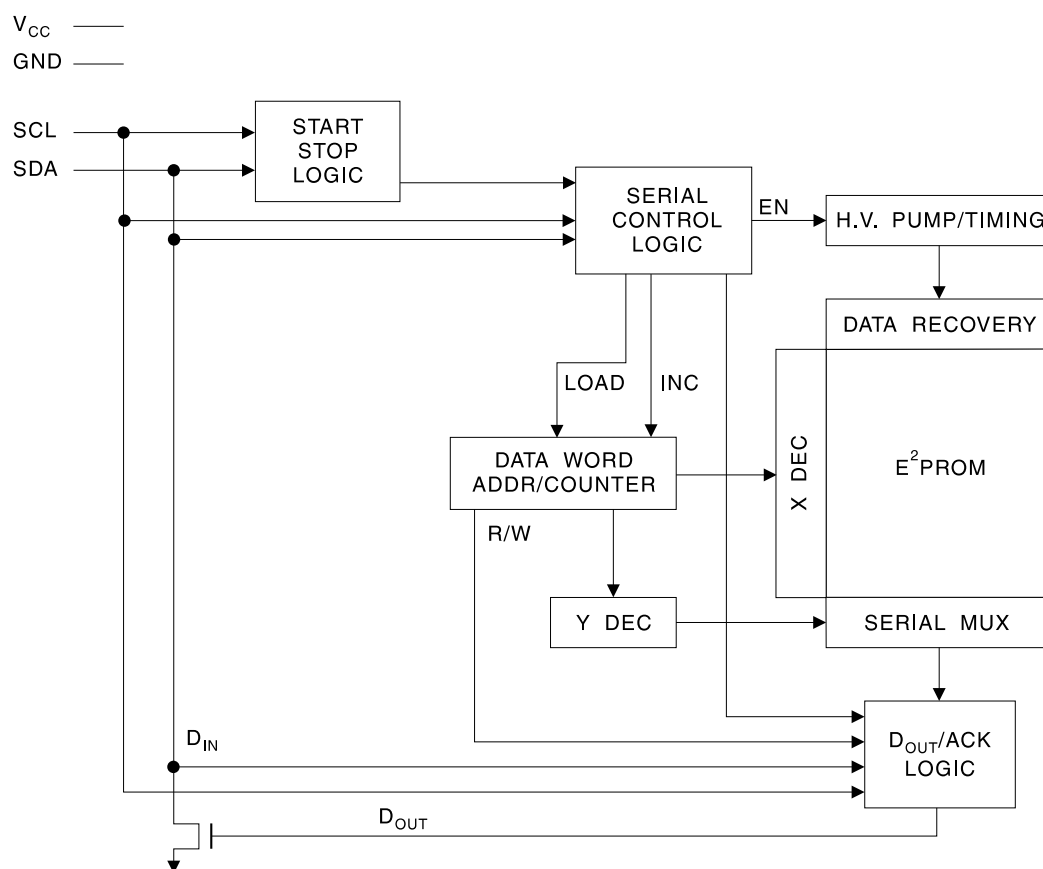 VCC
GND
SCL
SDA
START
STOP
LOGIC
SERIAL
CONTROL
LOGIC
EN
H.V. PUMP/TIMING
DATA RECOVERY
LOAD
INC
DATA WORD
ADDR/COUNTER
X DEC
E²PROM
R/W
Y DEC
SERIAL MUX
DIN
DOUT/ACK
LOGIC
DOUT